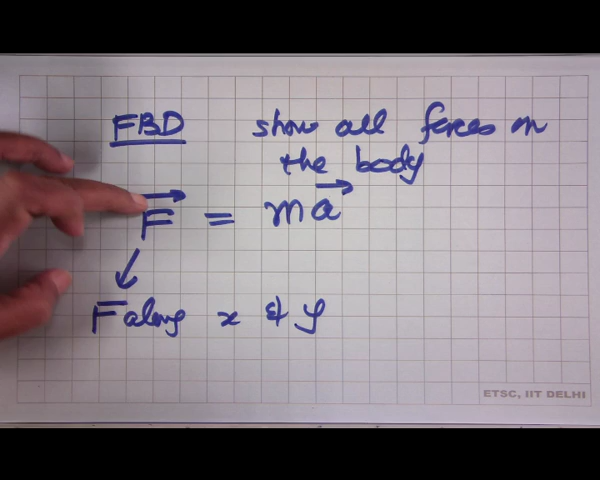 FBD show all forces on
the body
F = ma
F along x & y
ETSC, IIT DELHI